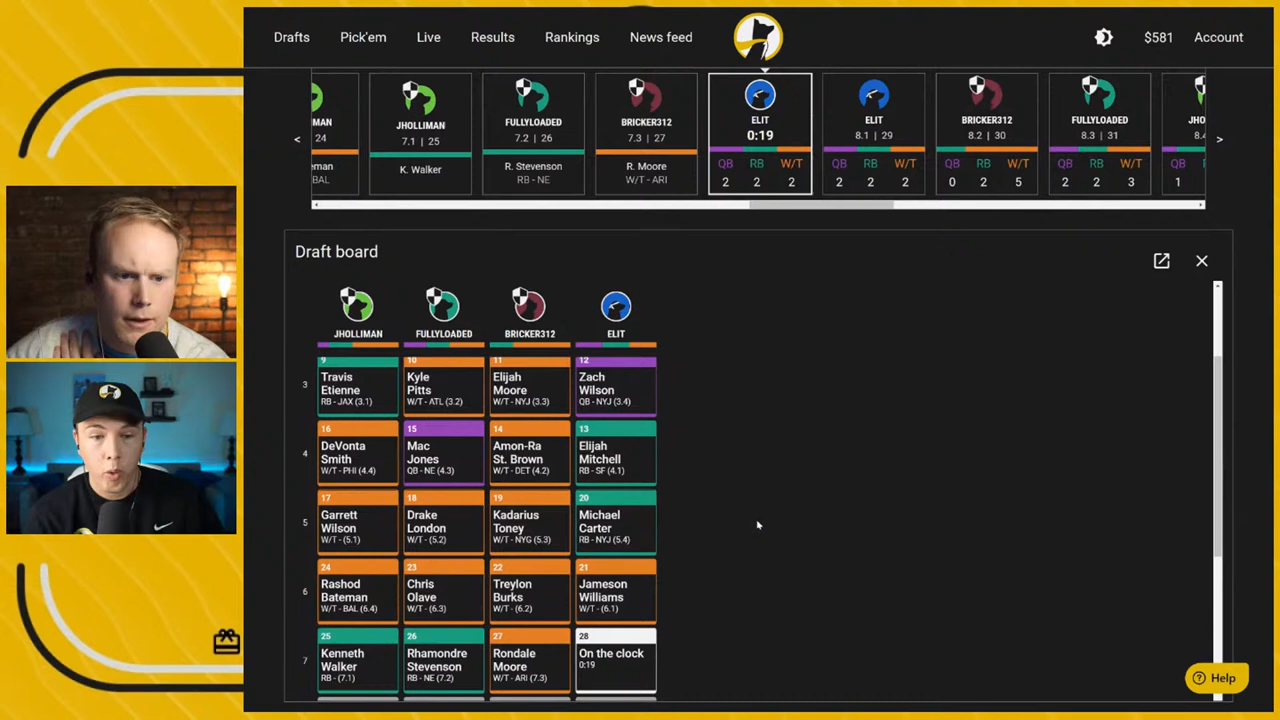 Drafts
Pick'em
Live
Results
Rankings
News feed
$581
Account
MAN
24
eman
BAL
JHOLLIMAN
7.1 | 25
K. Walker
FULLYLOADED
7.2 | 26
R. Stevenson
RB - NE
BRICKER312
7.3 | 27
R. Moore
W/T - ARI
ELIT
0:19
QB RB W/T
2 2 2
ELIT
8.1 | 29
QB RB W/T
2 2 2
BRICKER312
8.2 | 30
QB RB W/T
0 2 5
FULLYLOADED
8.3 | 31
QB RB W/T
2 2 3
JHO
8.4
QB
1
<
>
Draft board
JHOLLIMAN FULLYLOADED BRICKER312 ELIT
3
9
Travis
Etienne
RB - JAX (3.1)
10
Kyle
Pitts
W/T - ATL (3.2)
11
Elijah
Moore
W/T - NYJ (3.3)
12
Zach
Wilson
QB - NYJ (3.4)
4
16
DeVonta
Smith
W/T - PHI (4.4)
15
Mac
Jones
QB - NE (4.3)
14
Amon-Ra
St. Brown
W/T - DET (4.2)
13
Elijah
Mitchell
RB - SF (4.1)
5
17
Garrett
Wilson
W/T - (5.1)
18
Drake
London
W/T - (5.2)
19
Kadarius
Toney
W/T - NYG (5.3)
20
Michael
Carter
RB - NYJ (5.4)
6
24
Rashod
Bateman
W/T - BAL (6.4)
23
Chris
Olave
W/T - (6.3)
22
Treylon
Burks
W/T - (6.2)
21
Jameson
Williams
W/T - (6.1)
7
25
Kenneth
Walker
RB - (7.1)
26
Rhamondre
Stevenson
RB - NE (7.2)
27
Rondale
Moore
W/T - ARI (7.3)
28
On the clock
0:19
Help